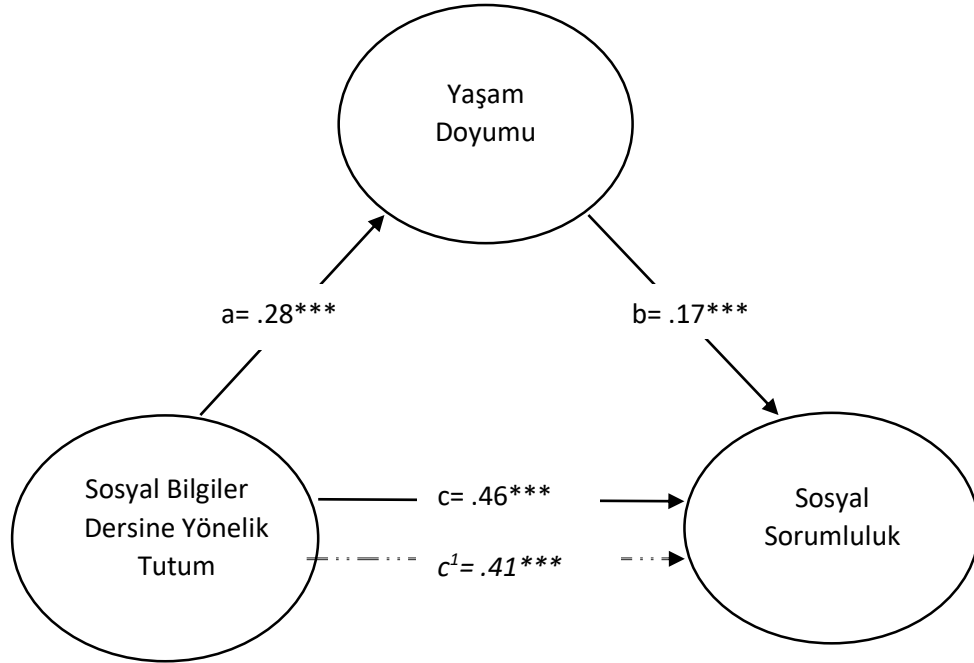 Yaşam
Doyumu
a= .28***
b= .17***
Sosyal Bilgiler
Dersine Yönelik
Tutum
c= .46***
c¹= .41***
Sosyal
Sorumluluk